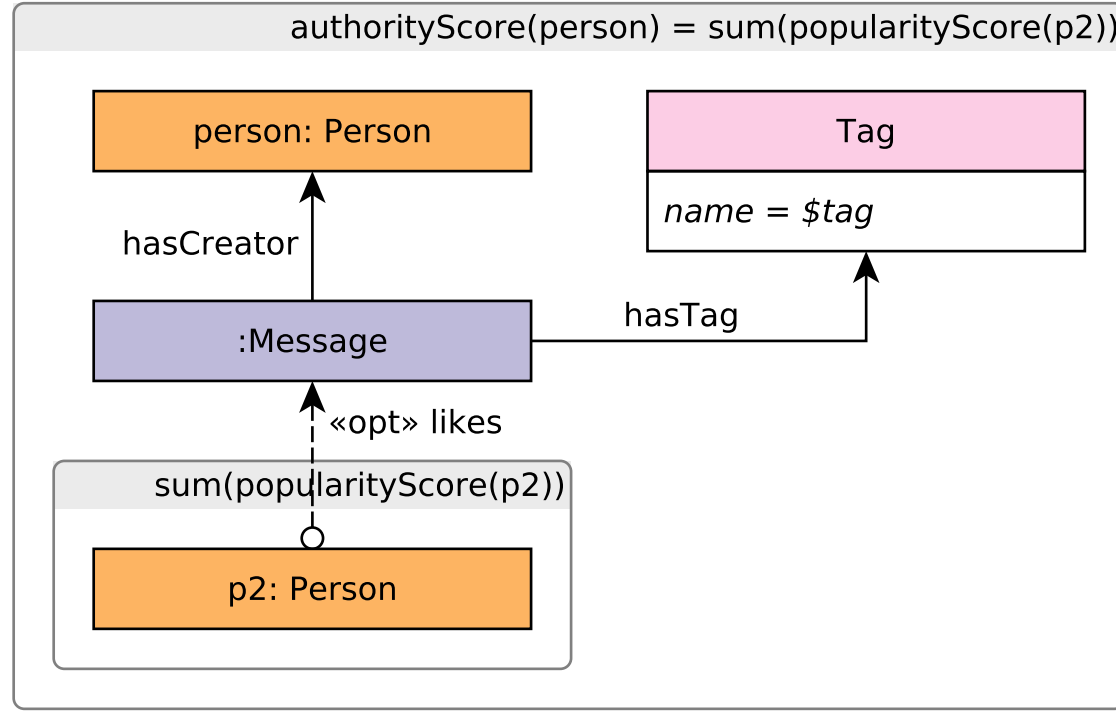 authorityScore(person) = sum(popularityScore(p2))
person: Person
Tag
name = $tag
hasCreator
hasTag
:Message
«opt» likes
sum(popularityScore(p2))
p2: Person